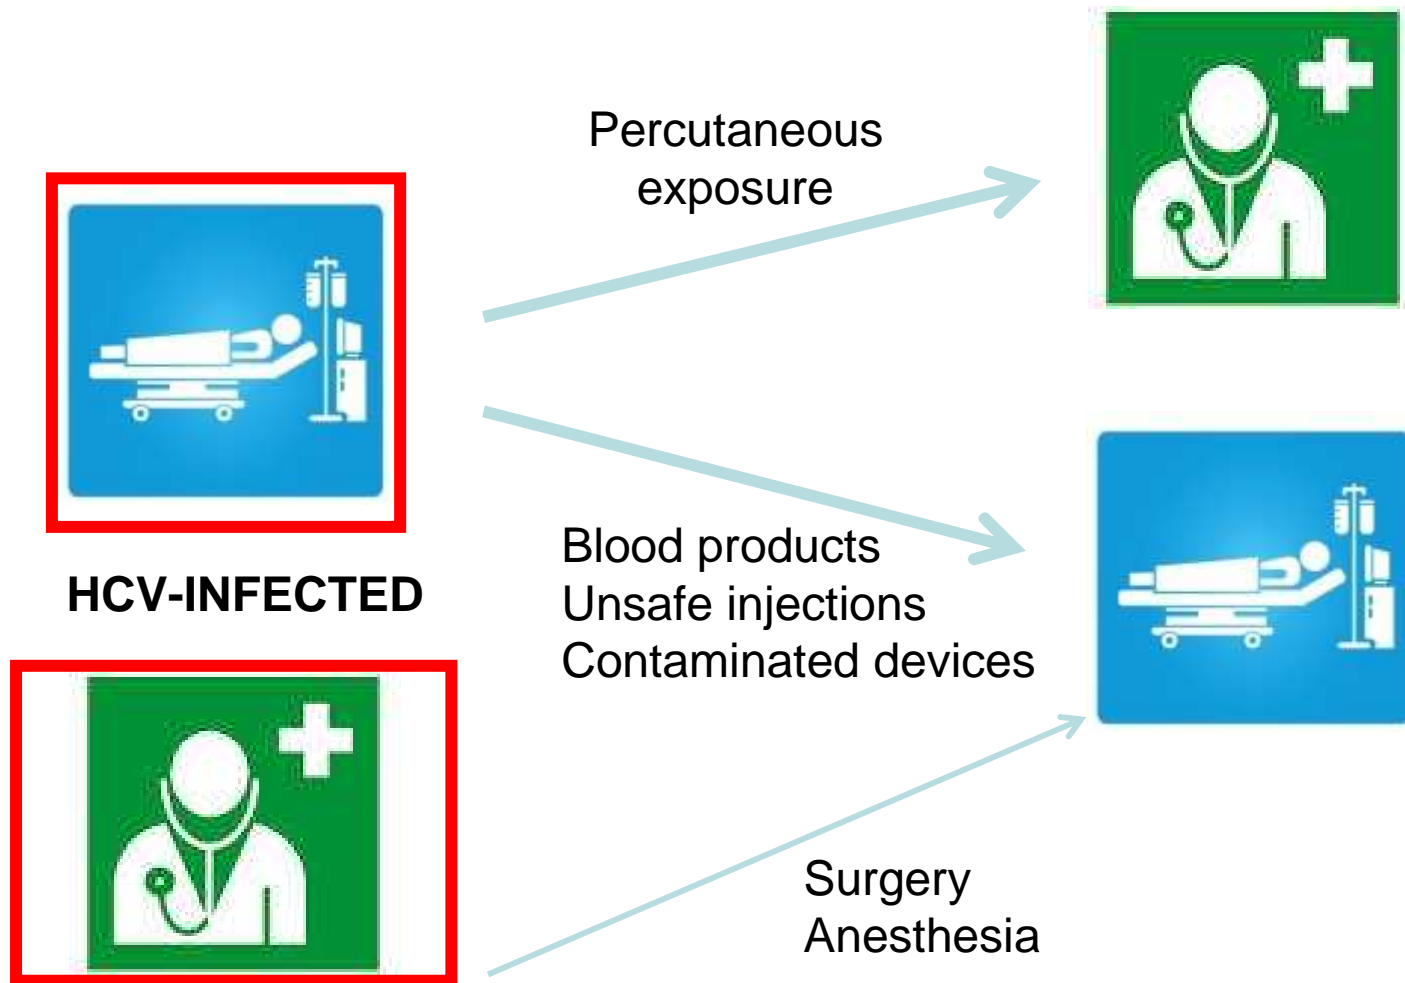 Percutaneous
exposure
HCV-INFECTED
Blood products
Unsafe injections
Contaminated devices
Surgery
Anesthesia